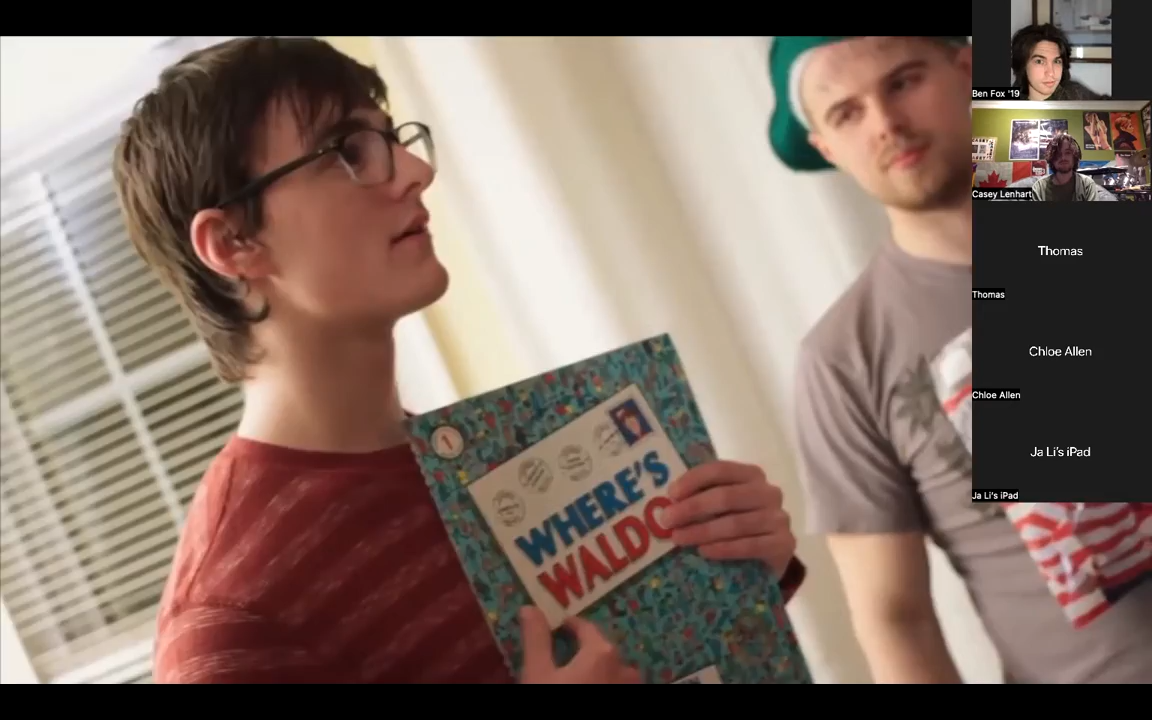 1
WHERE'S
WALDO
Ben Fox '19
Casey Lenhart
Thomas
Thomas
Chloe Allen
Chloe Allen
Ja Li's iPad
Ja Li's iPad